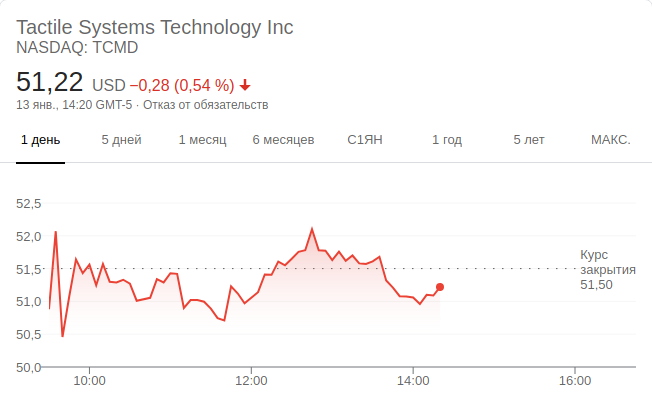 Tactile Systems Technology Inc
NASDAQ: TCMD
51,22 USD −0,28 (0,54 %)
13 янв., 14:20 GMT-5 · Отказ от обязательств
1 день 5 дней 1 месяц 6 месяцев С1ЯН 1 год 5 лет МАКС.
52,5
52,0
51,5
51,0
50,5
50,0
Курс
закрытия
51,50
10:00 12:00 14:00 16:00